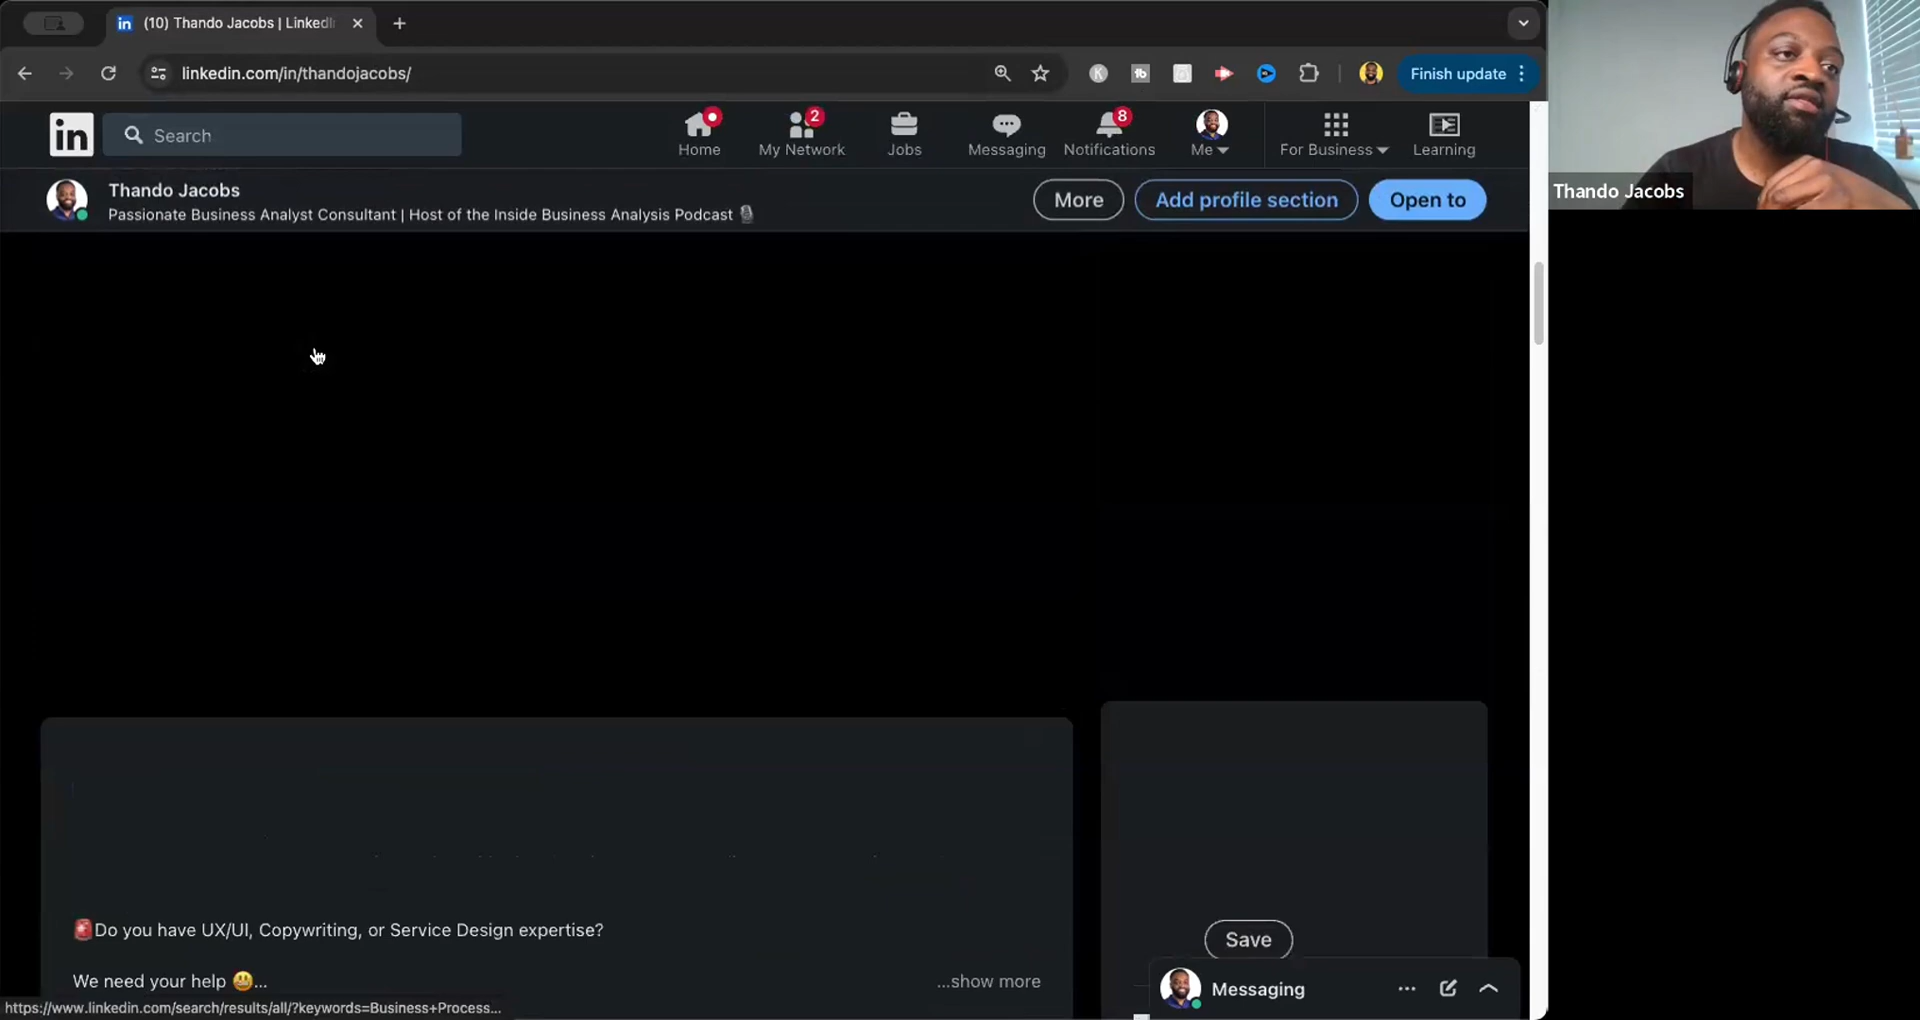 (10) Thando Jacobs | LinkedI
linkedin.com/in/thandojacobs/
Finish update
in
Search
Home
2
My Network
Jobs
Messaging
8
Notifications
Me
For Business
Learning
Thando Jacobs
Passionate Business Analyst Consultant | Host of the Inside Business Analysis Podcast 🎙️
More
Add profile section
Open to
Thando Jacobs
🚨Do you have UX/UI, Copywriting, or Service Design expertise?
We need your help 😃...
...show more
Save
Messaging
https://www.linkedin.com/search/results/all/?keywords=Business+Process...